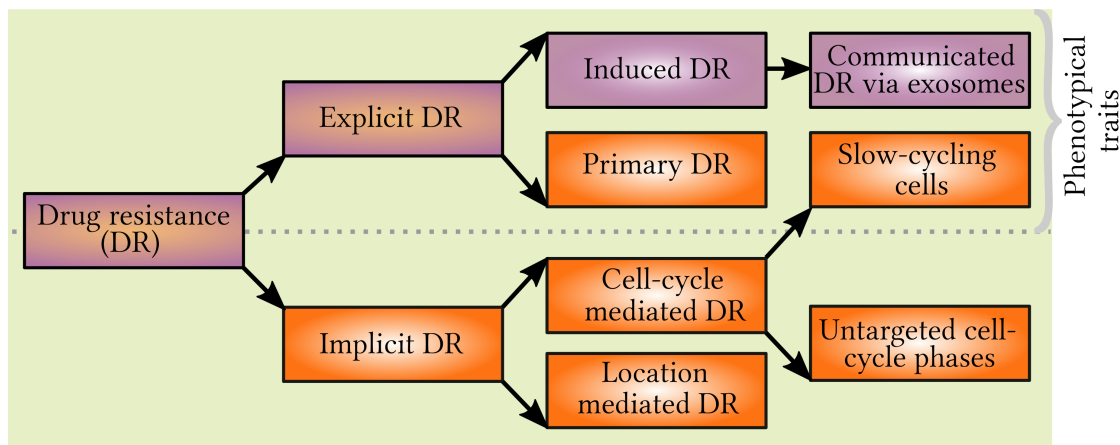 Drug resistance
(DR)
Explicit DR
Implicit DR
Induced DR
Primary DR
Cell-cycle
mediated DR
Location
mediated DR
Communicated
DR via exosomes
Slow-cycling
cells
Untargeted cell-
cycle phases
Phenotypical
traits